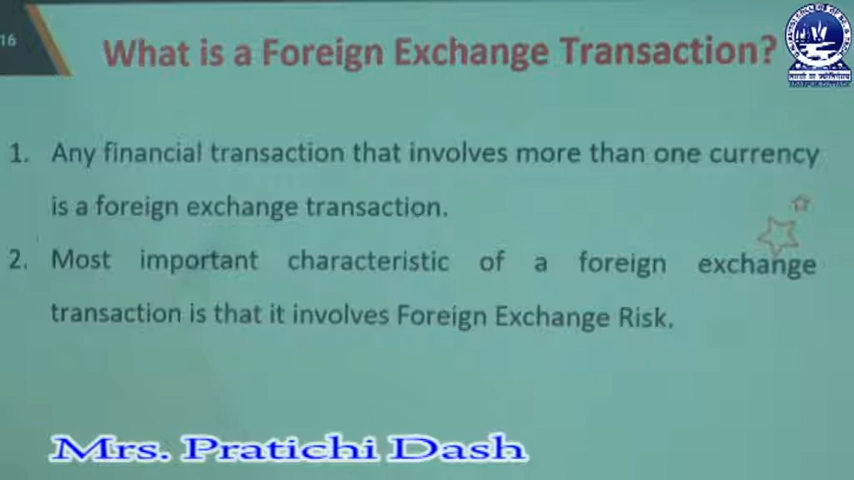 16
What is a Foreign Exchange Transaction?
1. Any financial transaction that involves more than one currency
is a foreign exchange transaction.
2. Most important characteristic of a foreign exchange
transaction is that it involves Foreign Exchange Risk.
Mrs. Pratichi Dash